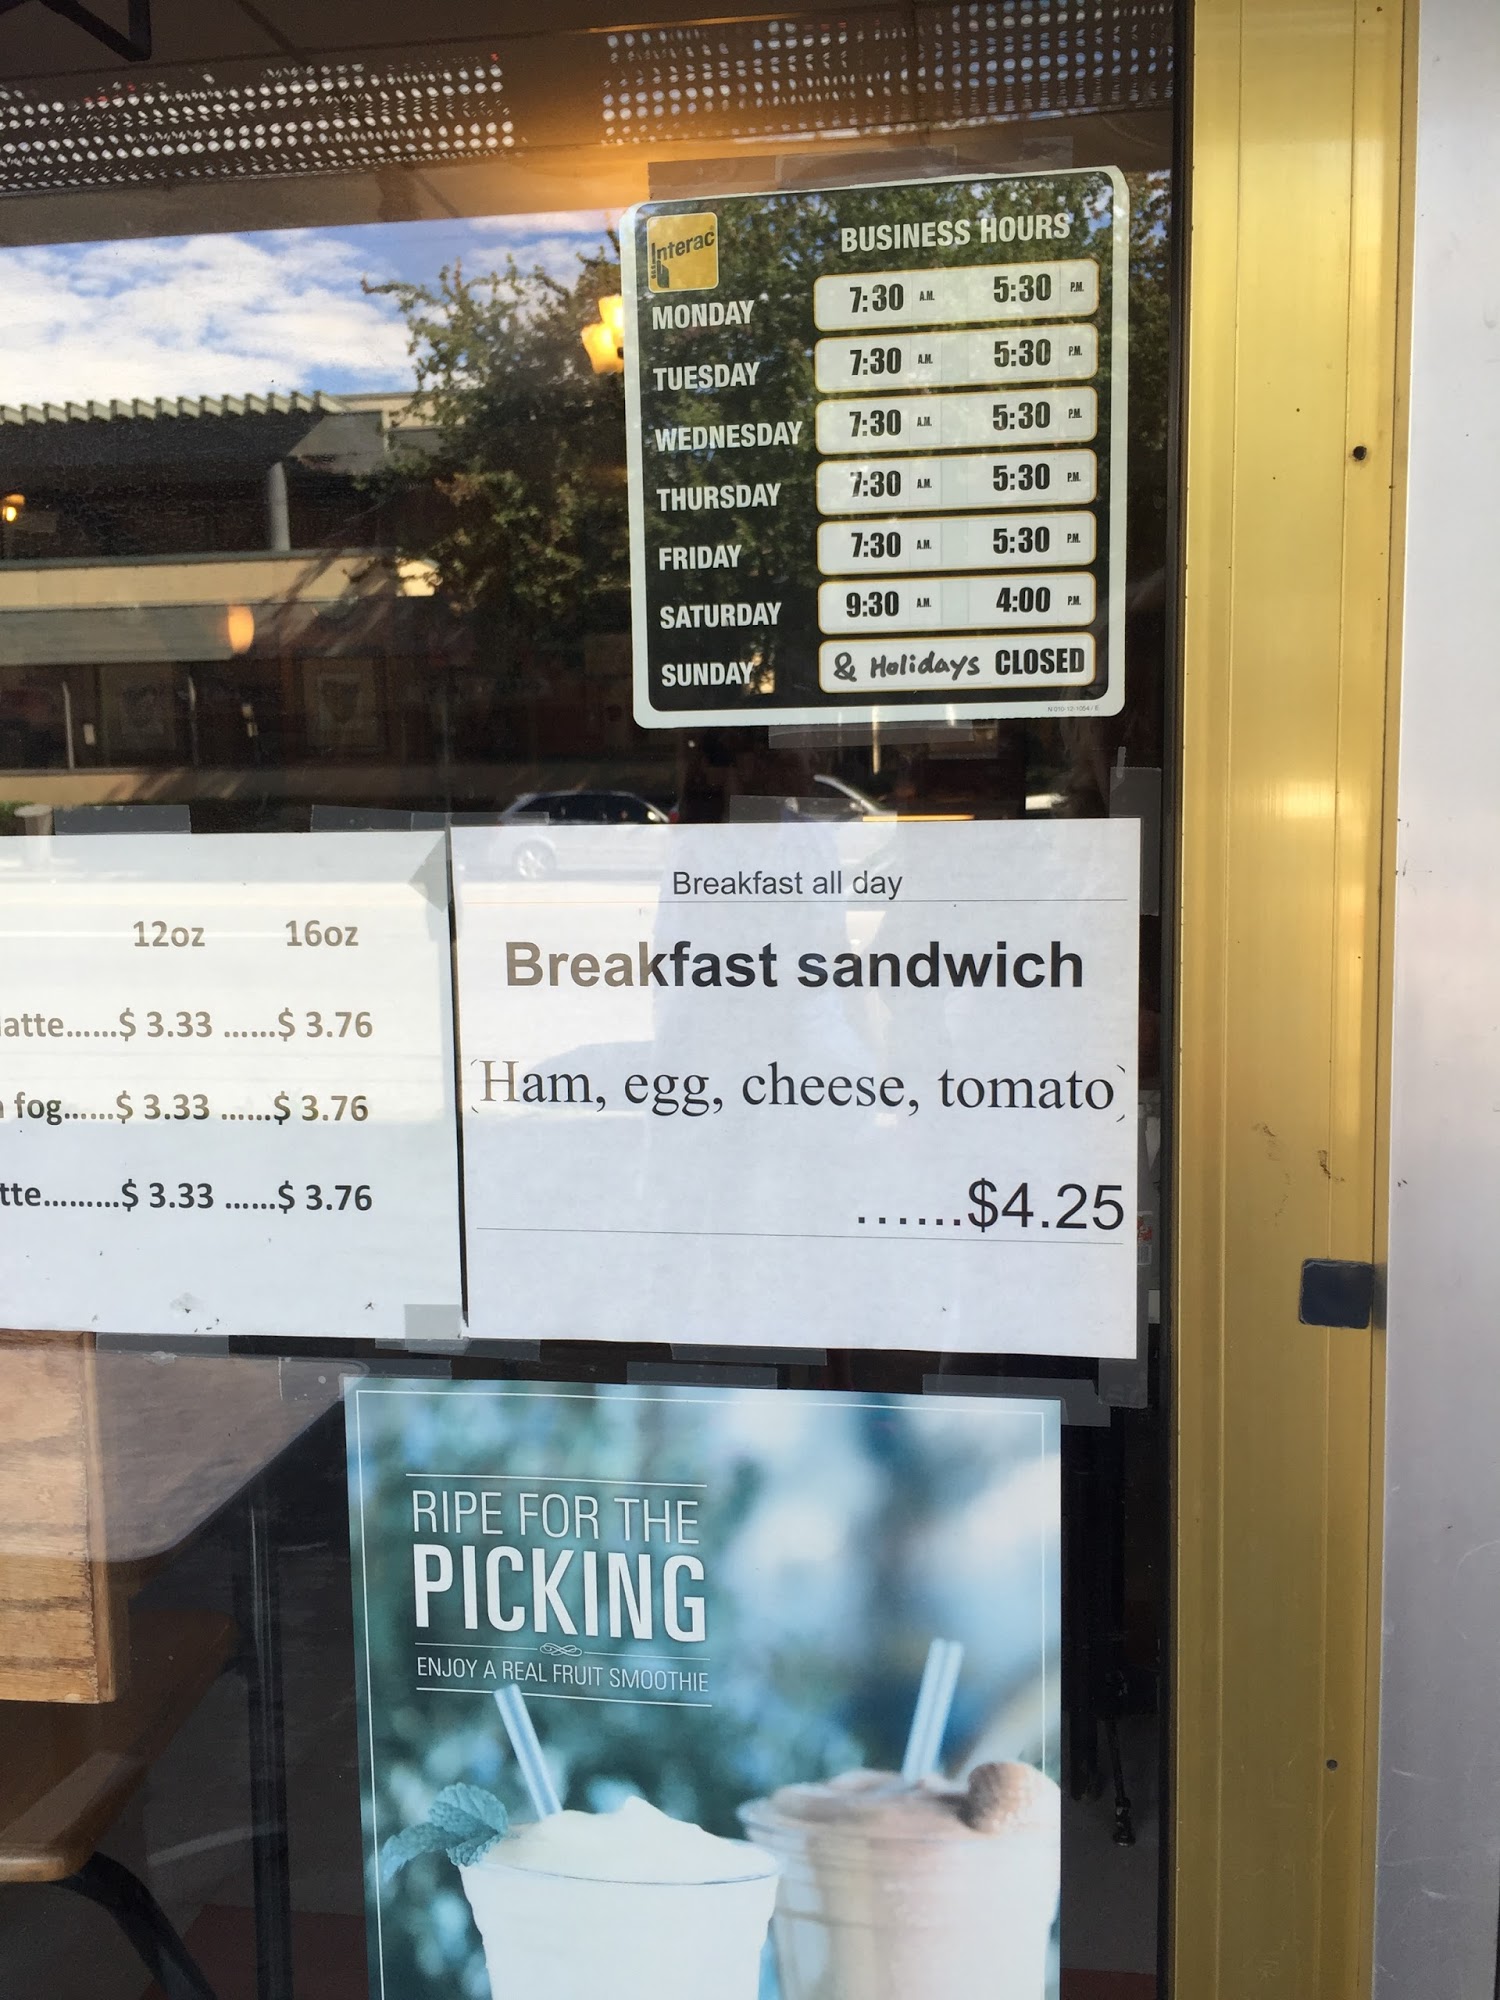 Interac
BUSINESS HOURS
MONDAY 7:30 A.M. 5:30 P.M.
TUESDAY 7:30 A.M. 5:30 P.M.
WEDNESDAY 7:30 A.M. 5:30 P.M.
THURSDAY 7:30 A.M. 5:30 P.M.
FRIDAY 7:30 A.M. 5:30 P.M.
SATURDAY 9:30 A.M. 4:00 P.M.
SUNDAY & Holidays CLOSED
12oz 16oz
latte......$ 3.33 ......$ 3.76
fog......$ 3.33 ......$ 3.76
tte.........$ 3.33 ......$ 3.76
Breakfast all day
Breakfast sandwich
(Ham, egg, cheese, tomato)
......$4.25
RIPE FOR THE
PICKING
ENJOY A REAL FRUIT SMOOTHIE